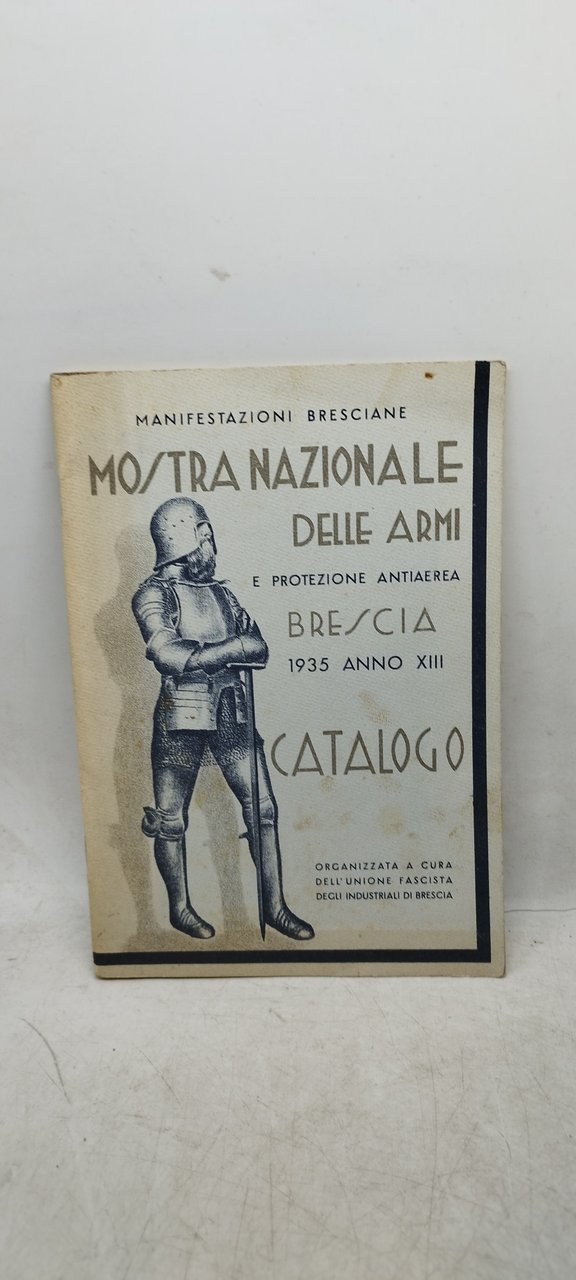 MANIFESTAZIONI BRESCIANE
MOSTRA NAZIONALE
DELLE ARMI
E PROTEZIONE ANTIAEREA
BRESCIA
1935 ANNO XIII
CATALOGO
ORGANIZZATA A CURA
DELL'UNIONE FASCISTA
DEGLI INDUSTRIALI DI BRESCIA